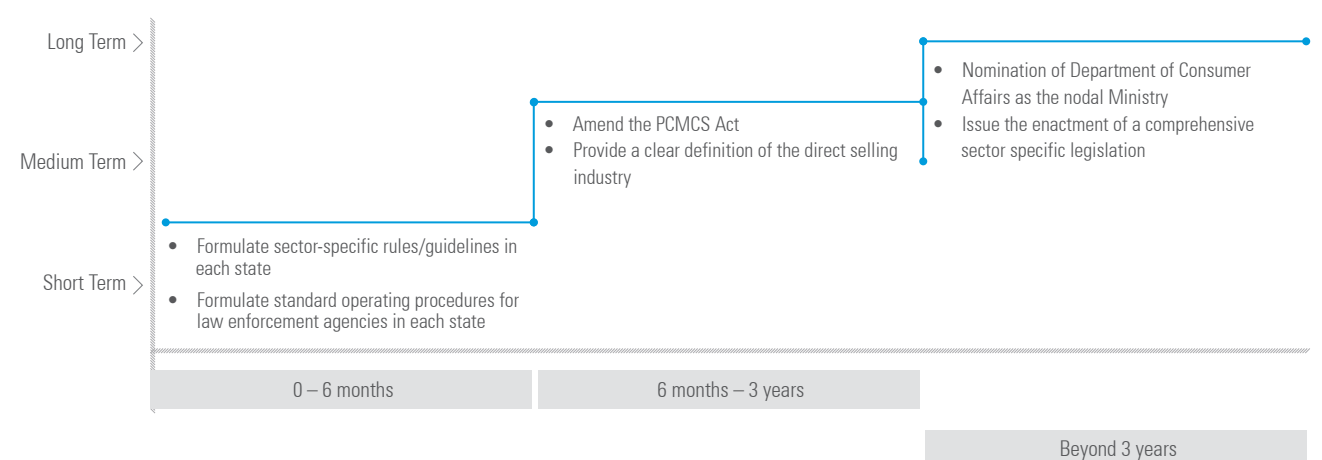 Long Term
Medium Term
Short Term
• Formulate sector-specific rules/guidelines in
each state
• Formulate standard operating procedures for
law enforcement agencies in each state
• Amend the PCMCS Act
• Provide a clear definition of the direct selling
industry
• Nomination of Department of Consumer
Affairs as the nodal Ministry
• Issue the enactment of a comprehensive
sector specific legislation
0 – 6 months
6 months – 3 years
Beyond 3 years